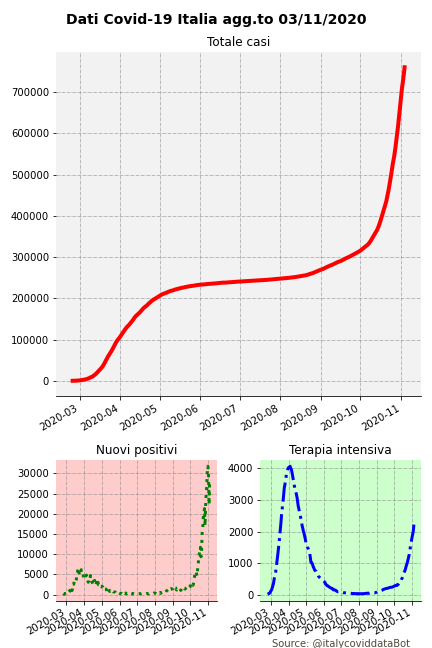 Dati Covid-19 Italia agg.to 03/11/2020
Totale casi
700000
600000
500000
400000
300000
200000
100000
0
2020-03 2020-04 2020-05 2020-06 2020-07 2020-08 2020-09 2020-10 2020-11
Nuovi positivi
30000
25000
20000
15000
10000
5000
0
2020-03 2020-04 2020-05 2020-06 2020-07 2020-08 2020-09 2020-10 2020-11
Terapia intensiva
4000
3000
2000
1000
0
2020-03 2020-04 2020-05 2020-06 2020-07 2020-08 2020-09 2020-10 2020-11
Source: @italycoviddataBot